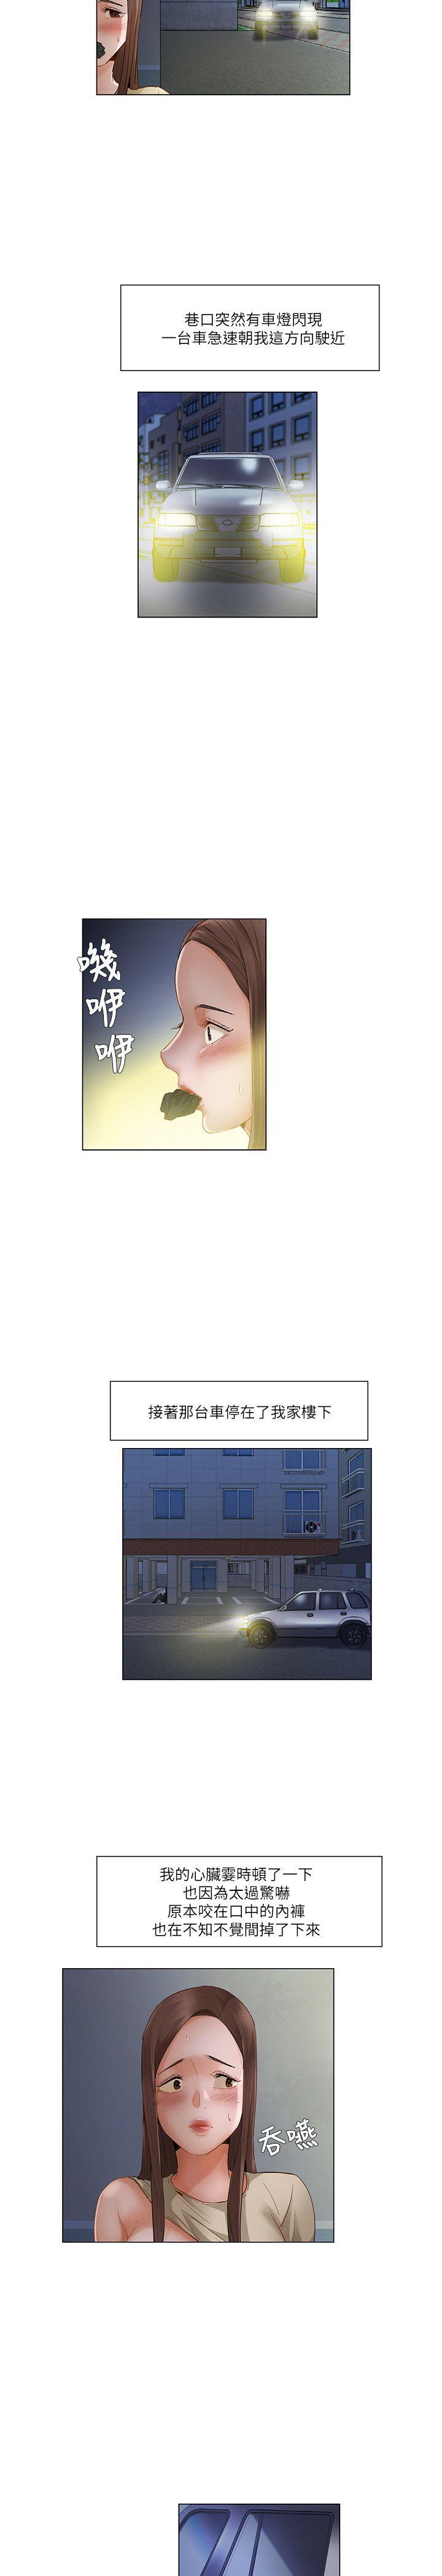 巷口突然有車燈閃現
一台車急速朝我這方向駛近
嘰
咿
咿
接著那台車停在了我家樓下
我的心臟霎時頓了一下
也因為太過驚嚇
原本咬在口中的內褲
也在不知不覺間掉了下來
吞嚥